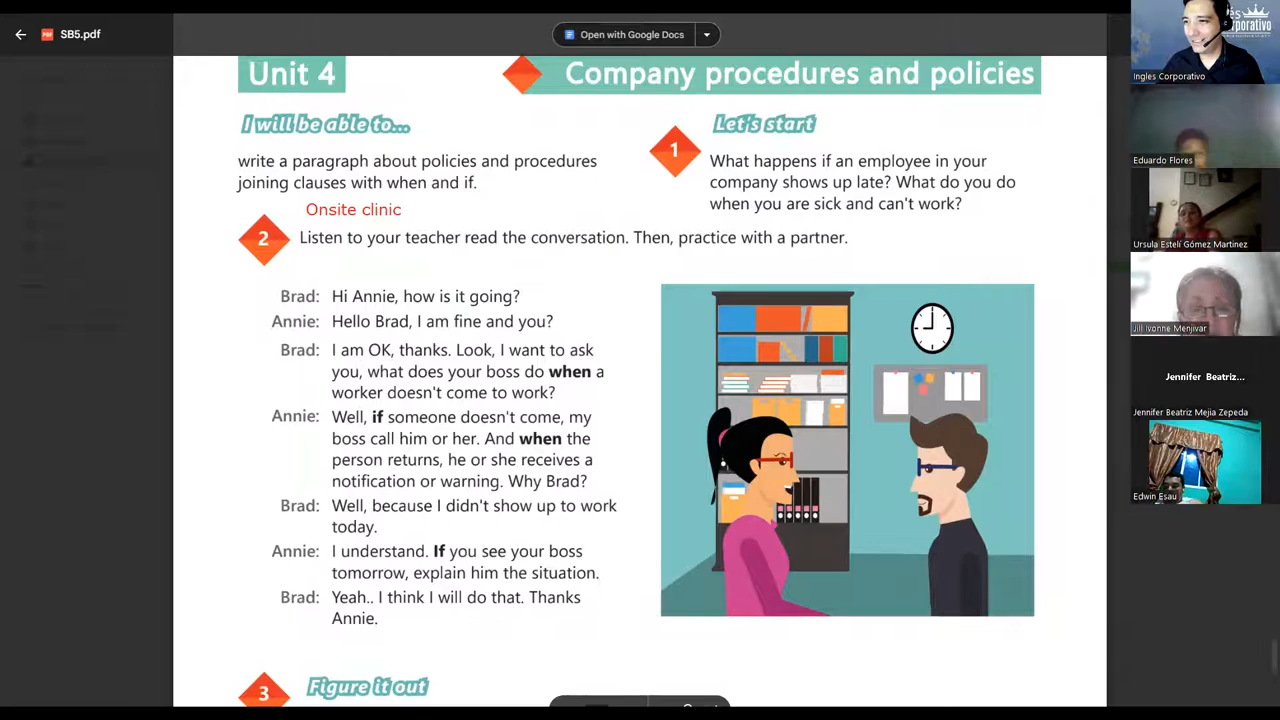 SB5.pdf
Open with Google Docs
Unit 4
Company procedures and policies
I will be able to...
write a paragraph about policies and procedures
joining clauses with when and if.
1
Let's start
What happens if an employee in your
company shows up late? What do you do
when you are sick and can't work?
Onsite clinic
2
Listen to your teacher read the conversation. Then, practice with a partner.
Brad: Hi Annie, how is it going?
Annie: Hello Brad, I am fine and you?
Brad: I am OK, thanks. Look, I want to ask
you, what does your boss do when a
worker doesn't come to work?
Annie: Well, if someone doesn't come, my
boss call him or her. And when the
person returns, he or she receives a
notification or warning. Why Brad?
Brad: Well, because I didn't show up to work
today.
Annie: I understand. If you see your boss
tomorrow, explain him the situation.
Brad: Yeah.. I think I will do that. Thanks
Annie.
3
Figure it out
Ingles Corporativo
Eduardo Flores
Ursula Estelí Gómez Martinez
Jill Ivonne Menjivar
Jennifer Beatriz...
Jennifer Beatriz Mejia Zepeda
Edwin Esau